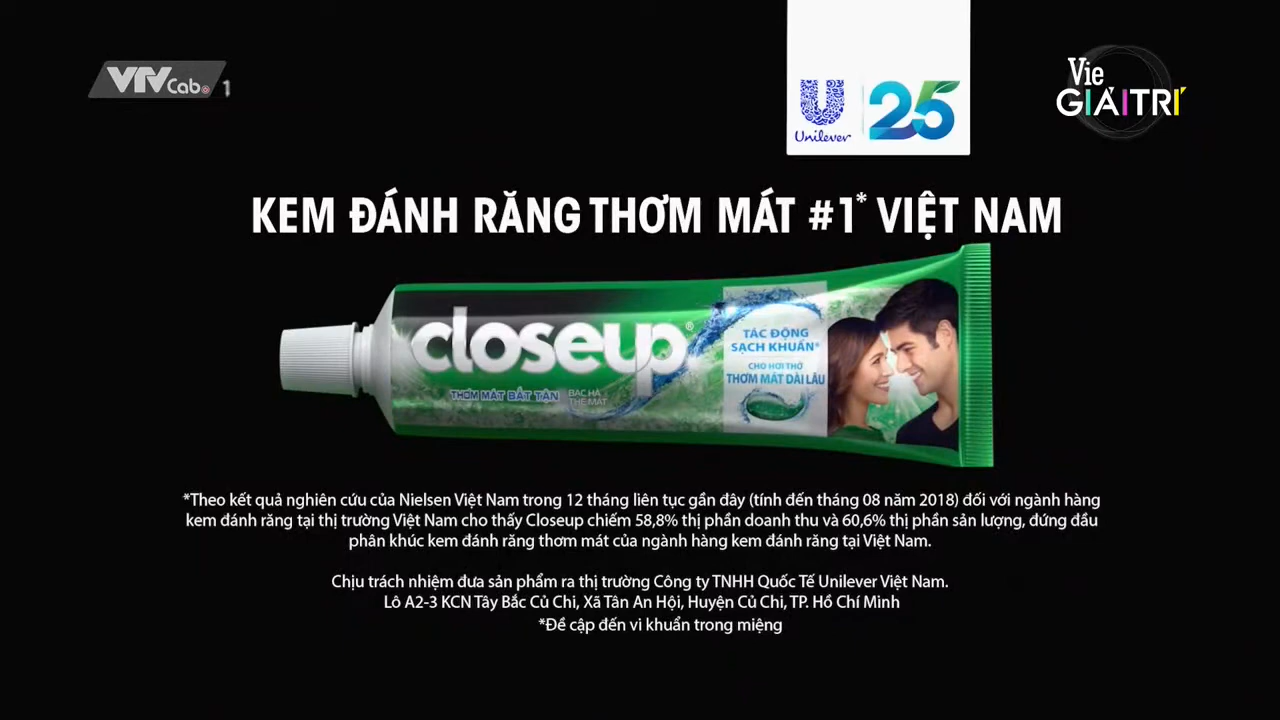 VTVCab 1
Unilever
25
Vie
GIẢI TRÍ
KEM ĐÁNH RĂNG THƠM MÁT #1* VIỆT NAM
closeup®
THƠM MÁT BẤT TẬN
BẠC HÀ
THE MÁT
TÁC ĐỘNG
SẠCH KHUẨN*
CHO HƠI THỞ
THƠM MÁT DÀI LÂU
*Theo kết quả nghiên cứu của Nielsen Việt Nam trong 12 tháng liên tục gần đây (tính đến tháng 08 năm 2018) đối với ngành hàng
kem đánh răng tại thị trường Việt Nam cho thấy Closeup chiếm 58,8% thị phần doanh thu và 60,6% thị phần sản lượng, đứng đầu
phân khúc kem đánh răng thơm mát của ngành hàng kem đánh răng tại Việt Nam.
Chịu trách nhiệm đưa sản phẩm ra thị trường Công ty TNHH Quốc Tế Unilever Việt Nam.
Lô A2-3 KCN Tây Bắc Củ Chi, Xã Tân An Hội, Huyện Củ Chi, TP. Hồ Chí Minh
*Đề cập đến vi khuẩn trong miệng